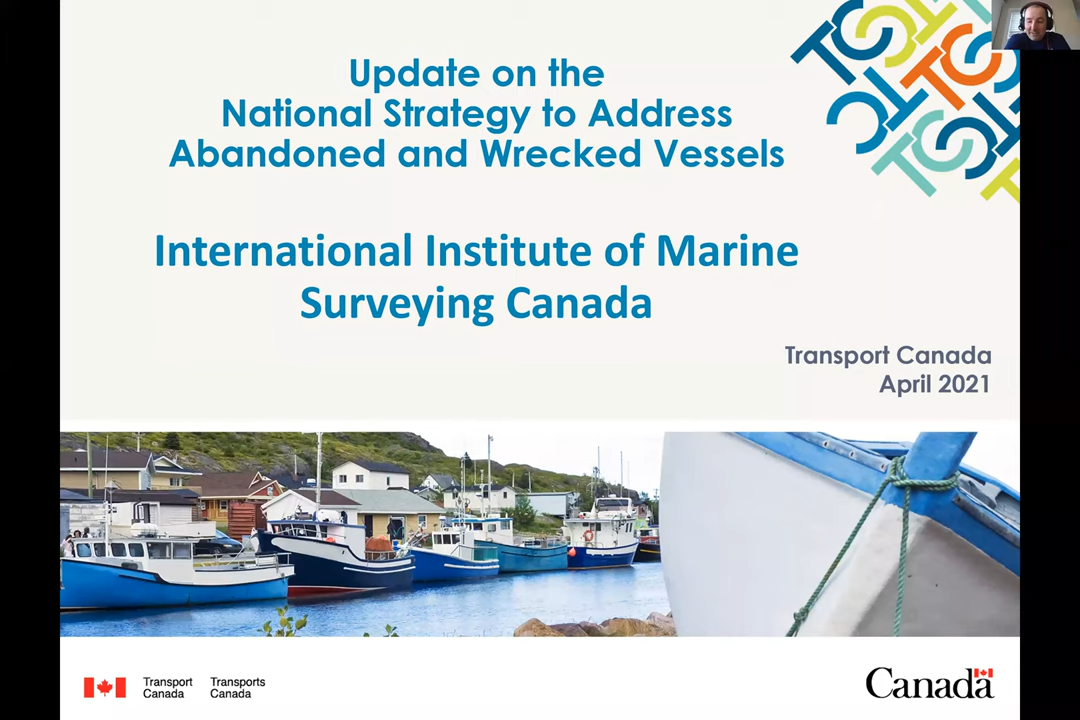 Update on the
National Strategy to Address
Abandoned and Wrecked Vessels
International Institute of Marine
Surveying Canada
Transport Canada
April 2021
Transport
Canada
Transports
Canada
Canada